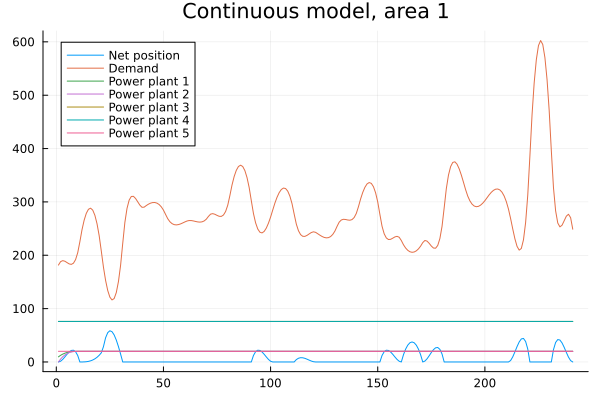 Continuous model, area 1
600
500
400
300
200
100
0
Net position
Demand
Power plant 1
Power plant 2
Power plant 3
Power plant 4
Power plant 5
0 50 100 150 200